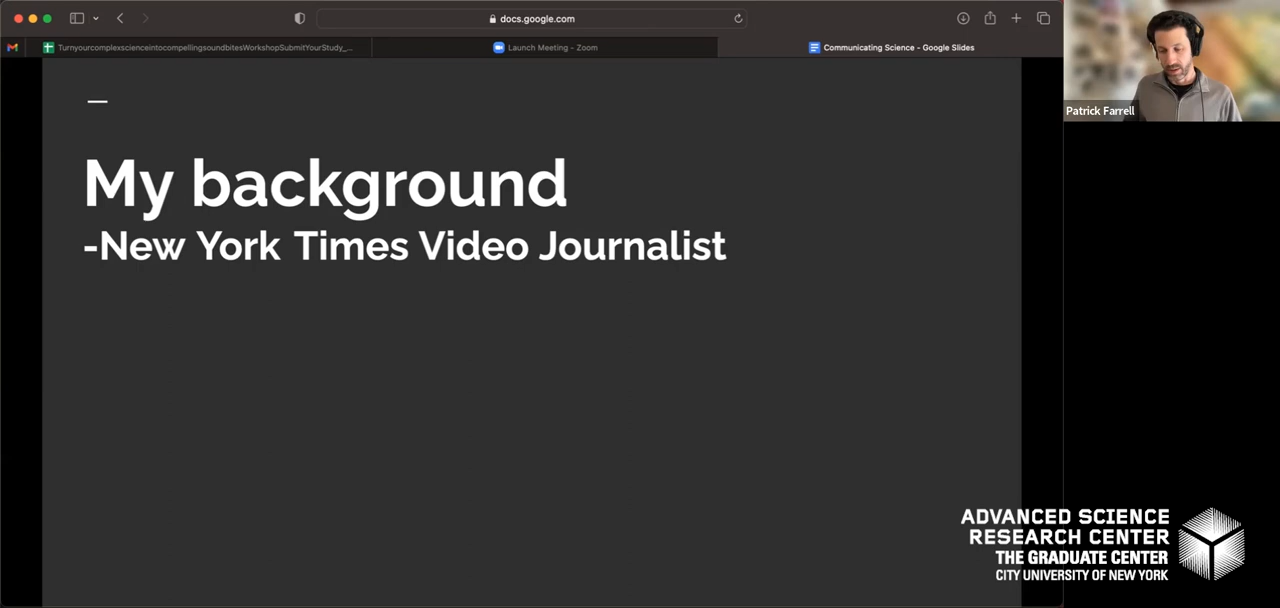 docs.google.com
TurnyourcomplexscienceintocompellingsoundbitesWorkshopSubmitYourStudy_...
Launch Meeting - Zoom
Communicating Science - Google Slides
Patrick Farrell
My background
-New York Times Video Journalist
ADVANCED SCIENCE
RESEARCH CENTER
THE GRADUATE CENTER
CITY UNIVERSITY OF NEW YORK